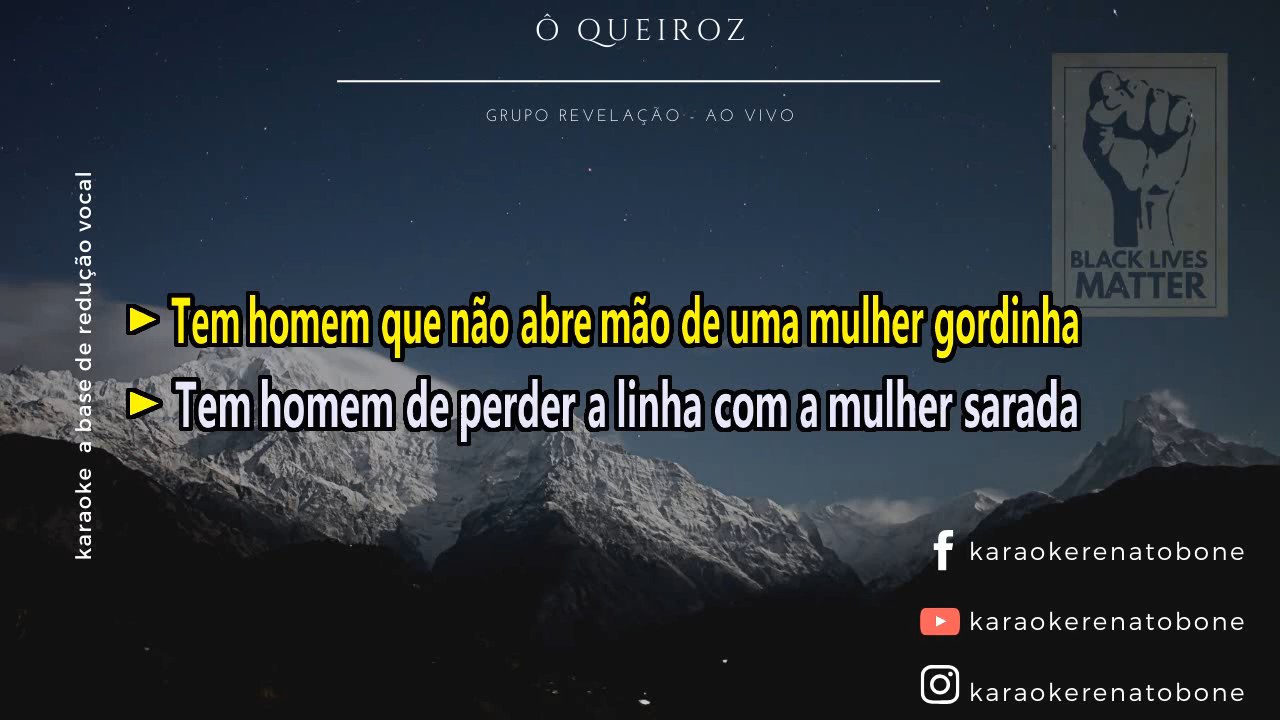 Ô QUEIROZ
GRUPO REVELAÇÃO - AO VIVO
karaoke a base de redução vocal
BLACK LIVES
MATTER
Tem homem que não abre mão de uma mulher gordinha
Tem homem de perder a linha com a mulher sarada
karaokerenatobone
karaokerenatobone
karaokerenatobone